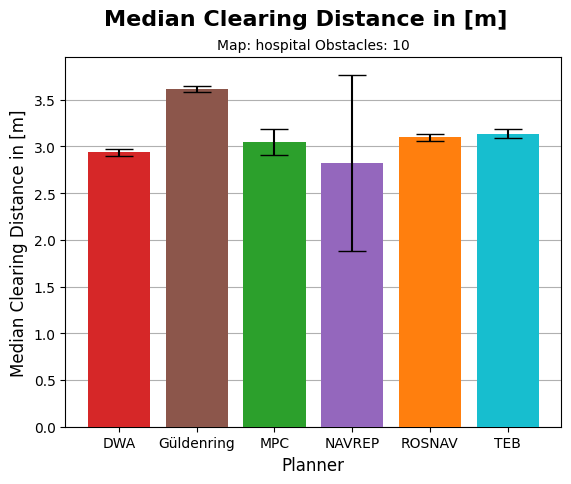 Median Clearing Distance in [m]
Map: hospital Obstacles: 10
Median Clearing Distance in [m]
3.5
3.0
2.5
2.0
1.5
1.0
0.5
0.0
DWA Güldenring MPC NAVREP ROSNAV TEB
Planner